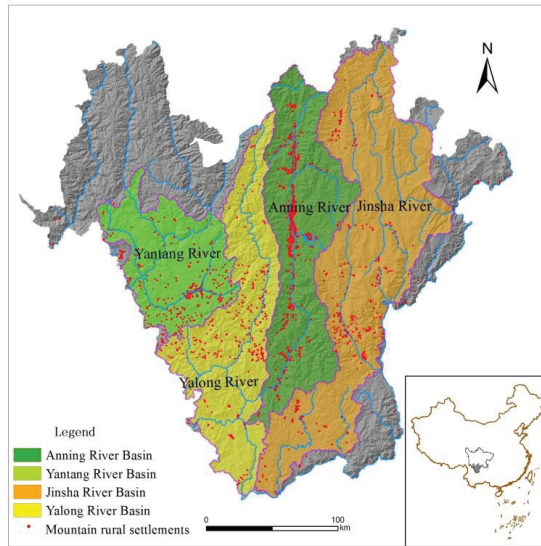 N
Anning River
Jinsha River
Yantang River
Yalong River
Legend
Anning River Basin
Yantang River Basin
Jinsha River Basin
Yalong River Basin
Mountain rural settlements
0
100
km